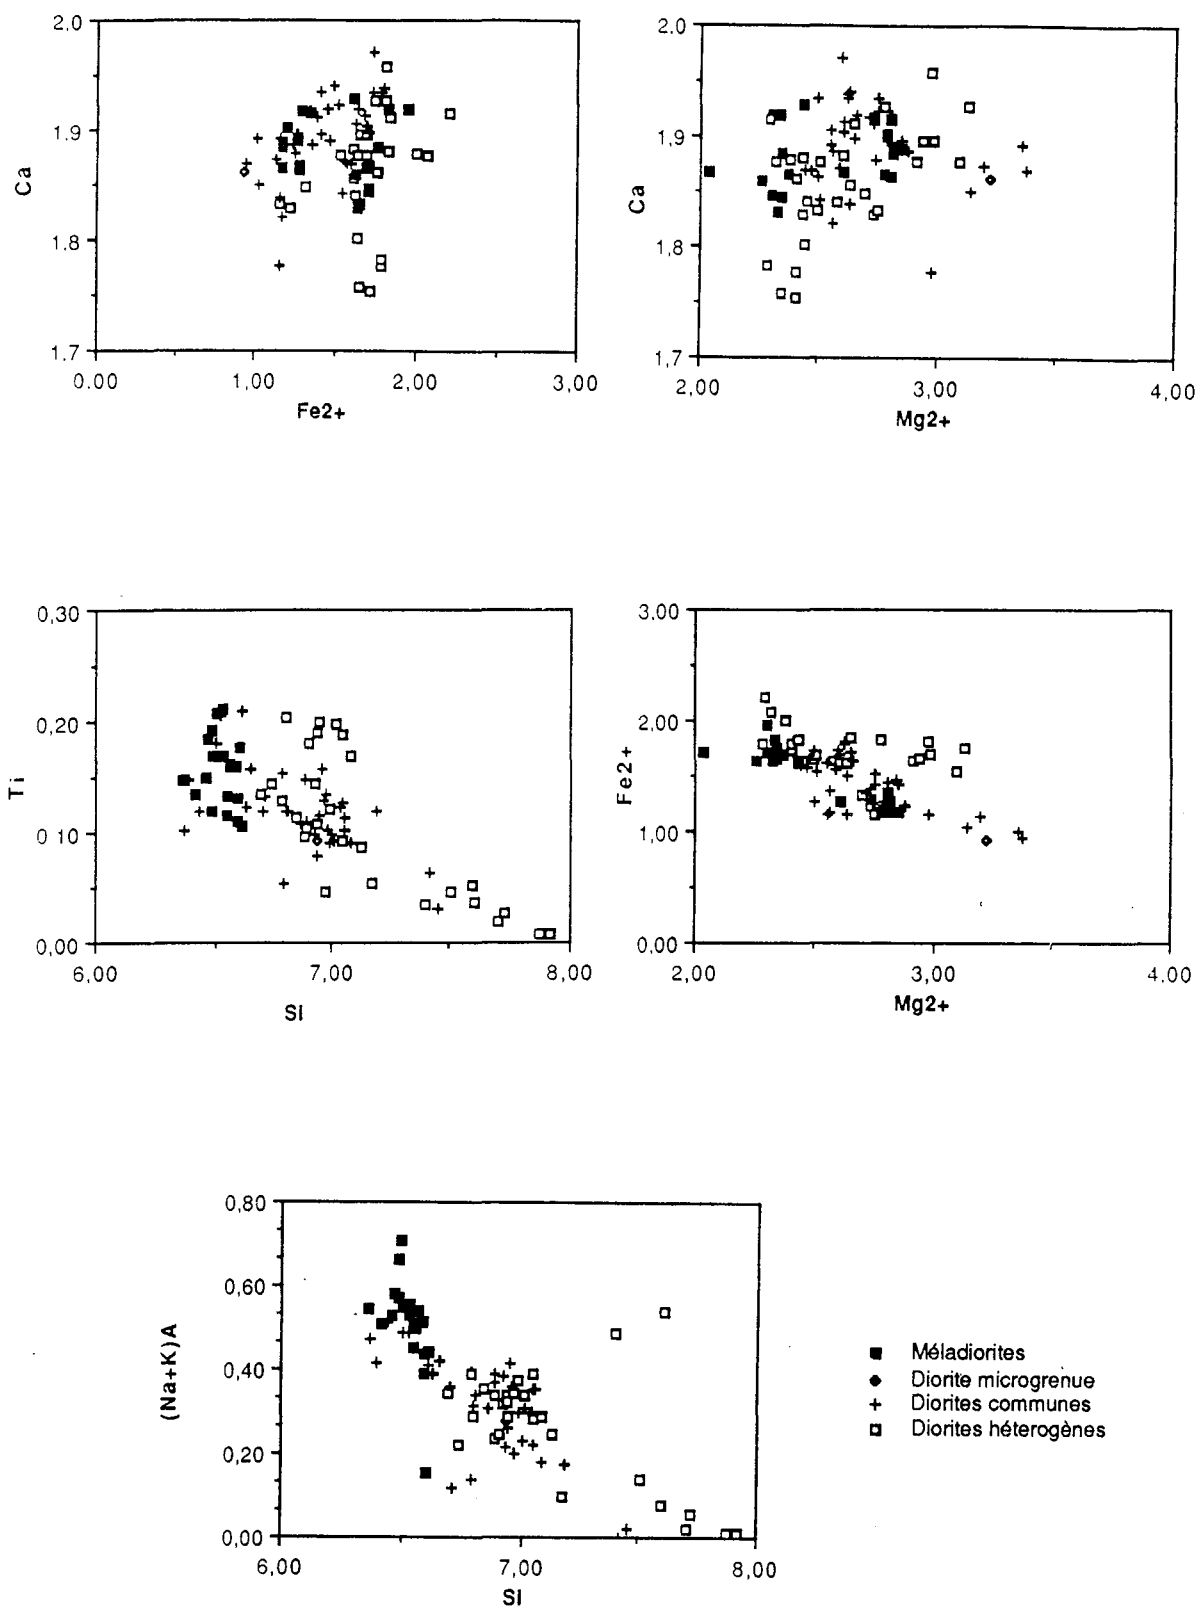 2.0
1.9
1.8
1.7
Ca
0.00
1,00
2,00
3,00
Fe2+
2.0
1.9
1.8
1.7
Ca
2,00
3,00
4,00
Mg2+
0,30
0,20
0,10
0,00
Ti
6,00
7,00
8,00
SI
3.00
2.00
1.00
0.00
Fe2+
2,00
3,00
4.00
Mg2+
0,80
0,60
0,40
0,20
0,00
(Na+K)A
6,00
7,00
8,00
SI
Méladiorites
Diorite microgrenue
Diorites communes
Diorites hétérogènes